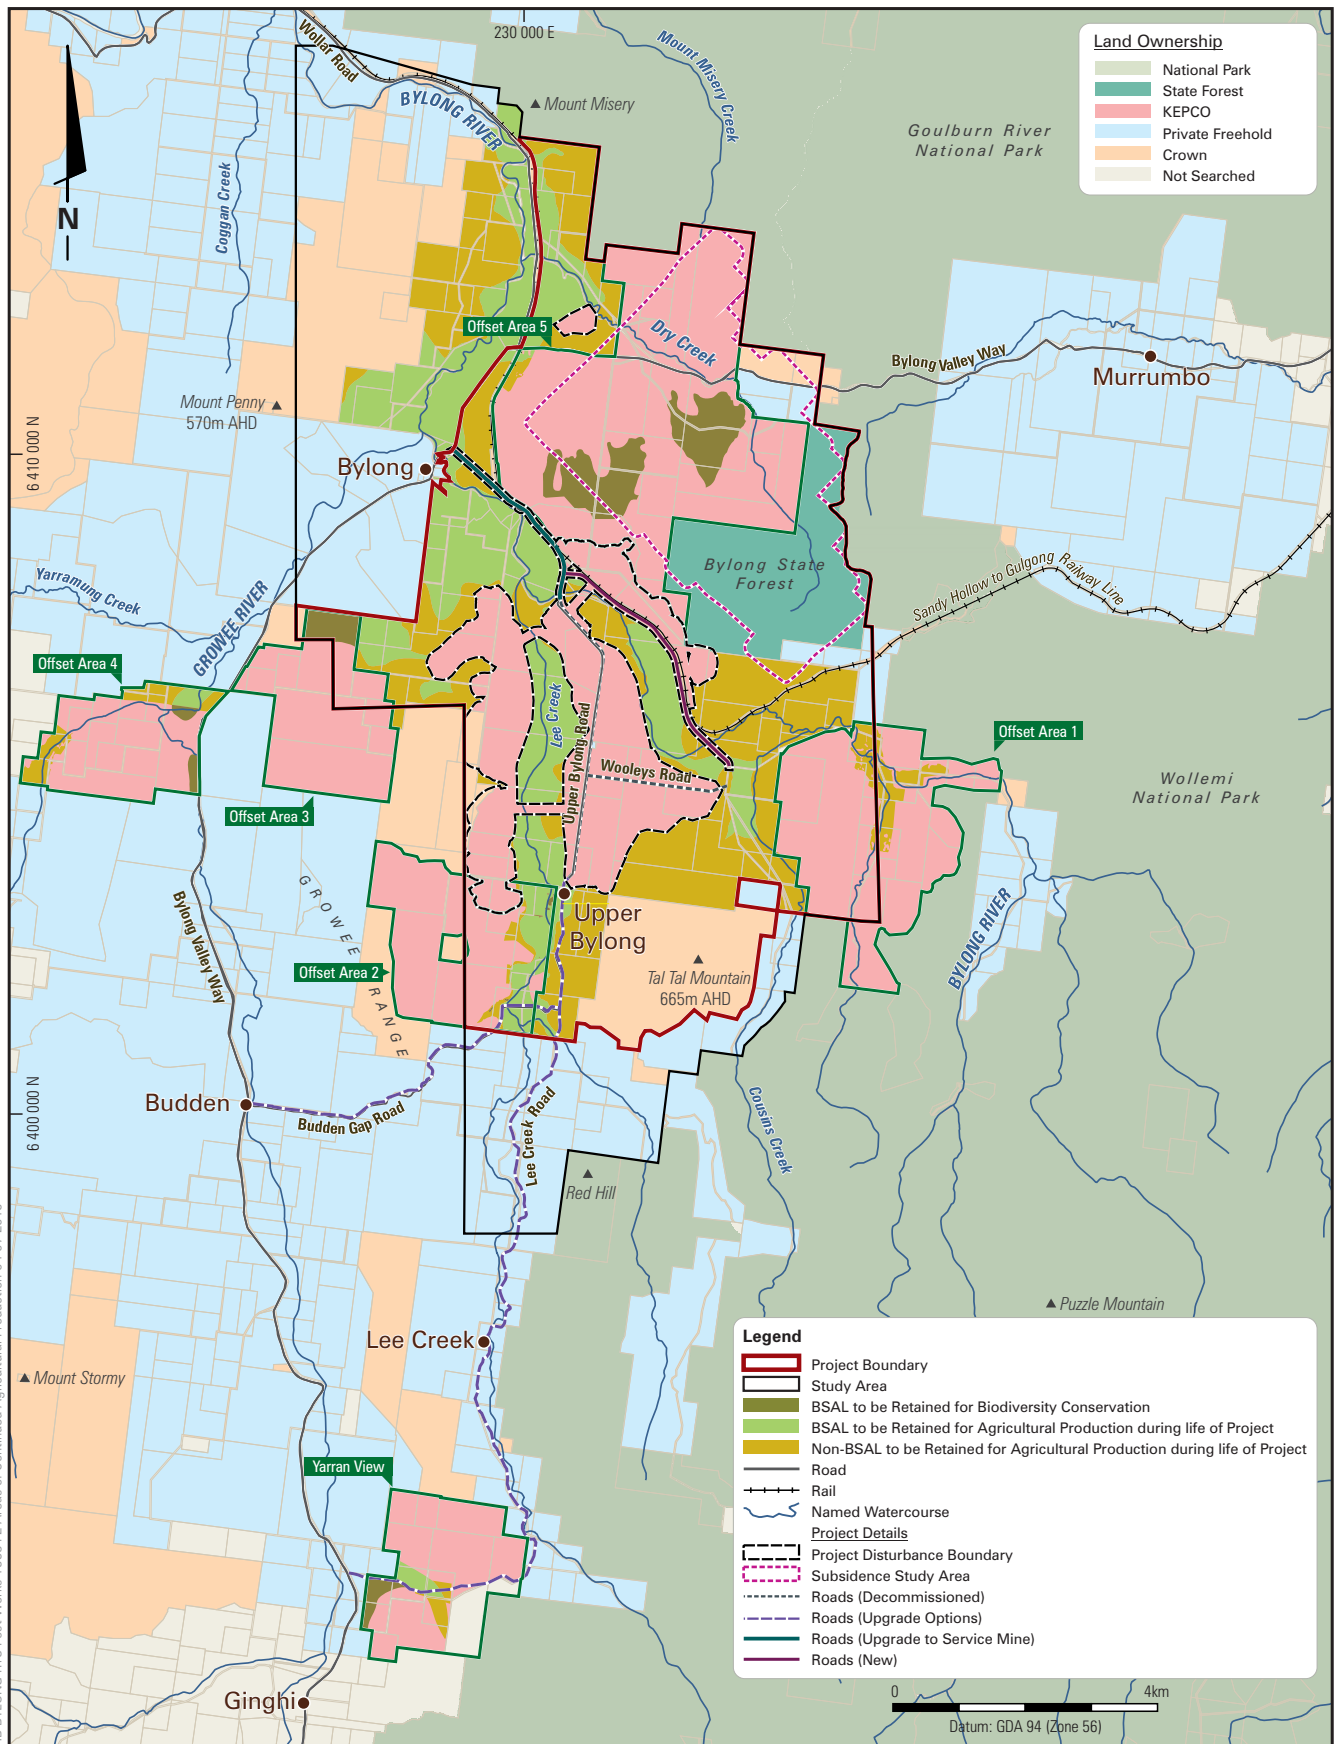 230 000 E
Land Ownership
National Park
State Forest
KEPCO
Private Freehold
Crown
Not Searched
Wollar Road
BYLONG RIVER
Mount Misery
Mount Misery Creek
Goulburn River
National Park
Coggan Creek
N
Offset Area 5
Dry Creek
Bylong Valley Way
Murrumbo
Mount Penny
570m AHD
6 410 000 N
Bylong
Bylong State
Forest
Sandy Hollow to Gulgong Railway Line
Yarramung Creek
GROWEE RIVER
Offset Area 4
Lee Creek
Upper Bylong Road
Wooleys Road
Offset Area 1
Wollemi
National Park
Offset Area 3
GROWEE RANGE
Bylong Valley Way
Upper
Bylong
BYLONG RIVER
Offset Area 2
Tal Tal Mountain
665m AHD
Budden
Budden Gap Road
6 400 000 N
Lee Creek Road
Cousins Creek
Red Hill
Puzzle Mountain
Lee Creek
Mount Stormy
Yarran View
Ginghi
Legend
Project Boundary
Study Area
BSAL to be Retained for Biodiversity Conservation
BSAL to be Retained for Agricultural Production during life of Project
Non-BSAL to be Retained for Agricultural Production during life of Project
Road
Rail
Named Watercourse
Project Details
Project Disturbance Boundary
Subsidence Study Area
Roads (Decommissioned)
Roads (Upgrade Options)
Roads (Upgrade to Service Mine)
Roads (New)
0 4km
Datum: GDA 94 (Zone 56)